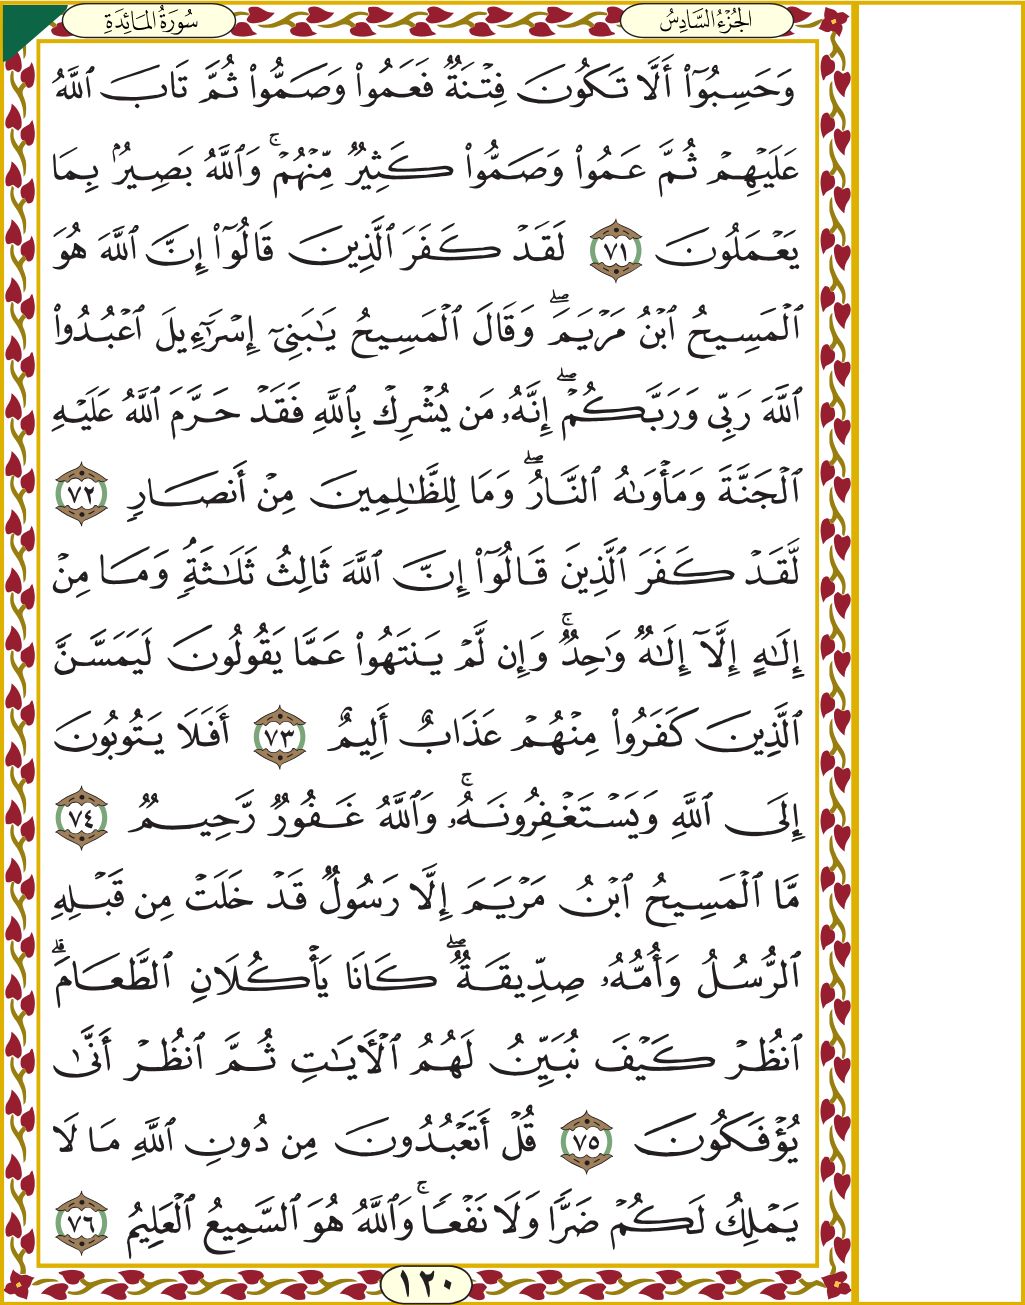 الجُزْءُ السَّادِسُ
سُورَةُ المَائِدَةِ
وَحَسِبُوٓا۟ أَلَّا تَكُونَ فِتْنَةٌ فَعَمُوا۟ وَصَمُّوا۟ ثُمَّ تَابَ ٱللَّهُ
عَلَيْهِمْ ثُمَّ عَمُوا۟ وَصَمُّوا۟ كَثِيرٌ مِّنْهُمْ ۚ وَٱللَّهُ بَصِيرٌۢ بِمَا
يَعْمَلُونَ ٧١ لَقَدْ كَفَرَ ٱلَّذِينَ قَالُوٓا۟ إِنَّ ٱللَّهَ هُوَ
ٱلْمَسِيحُ ٱبْنُ مَرْيَمَ ۖ وَقَالَ ٱلْمَسِيحُ يَٰبَنِىٓ إِسْرَٰٓءِيلَ ٱعْبُدُوا۟
ٱللَّهَ رَبِّى وَرَبَّكُمْ ۖ إِنَّهُۥ مَن يُشْرِكْ بِٱللَّهِ فَقَدْ حَرَّمَ ٱللَّهُ عَلَيْهِ
ٱلْجَنَّةَ وَمَأْوَىٰهُ ٱلنَّارُ ۖ وَمَا لِلظَّٰلِمِينَ مِنْ أَنصَارٍ ٧٢
لَّقَدْ كَفَرَ ٱلَّذِينَ قَالُوٓا۟ إِنَّ ٱللَّهَ ثَالِثُ ثَلَٰثَةٍ ۘ وَمَا مِنْ
إِلَٰهٍ إِلَّآ إِلَٰهٌ وَٰحِدٌ ۚ وَإِن لَّمْ يَنتَهُوا۟ عَمَّا يَقُولُونَ لَيَمَسَّنَّ
ٱلَّذِينَ كَفَرُوا۟ مِنْهُمْ عَذَابٌ أَلِيمٌ ٧٣ أَفَلَا يَتُوبُونَ
إِلَى ٱللَّهِ وَيَسْتَغْفِرُونَهُۥ ۚ وَٱللَّهُ غَفُورٌ رَّحِيمٌ ٧٤
مَّا ٱلْمَسِيحُ ٱبْنُ مَرْيَمَ إِلَّا رَسُولٌ قَدْ خَلَتْ مِن قَبْلِهِ
ٱلرُّسُلُ وَأُمُّهُۥ صِدِّيقَةٌ ۖ كَانَا يَأْكُلَانِ ٱلطَّعَامَ ۗ
ٱنظُرْ كَيْفَ نُبَيِّنُ لَهُمُ ٱلْءَايَٰتِ ثُمَّ ٱنظُرْ أَنَّىٰ
يُؤْفَكُونَ ٧٥ قُلْ أَتَعْبُدُونَ مِن دُونِ ٱللَّهِ مَا لَا
يَمْلِكُ لَكُمْ ضَرًّا وَلَا نَفْعًا ۚ وَٱللَّهُ هُوَ ٱلسَّمِيعُ ٱلْعَلِيمُ ٧٦
١٢٠